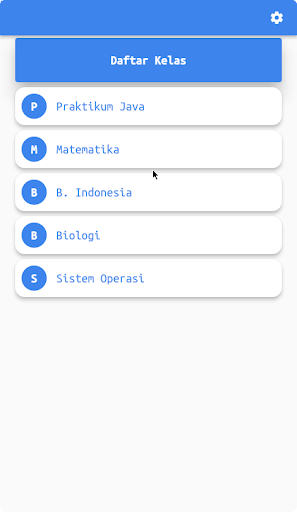 Daftar Kelas
P Praktikum Java
M Matematika
B B. Indonesia
B Biologi
S Sistem Operasi